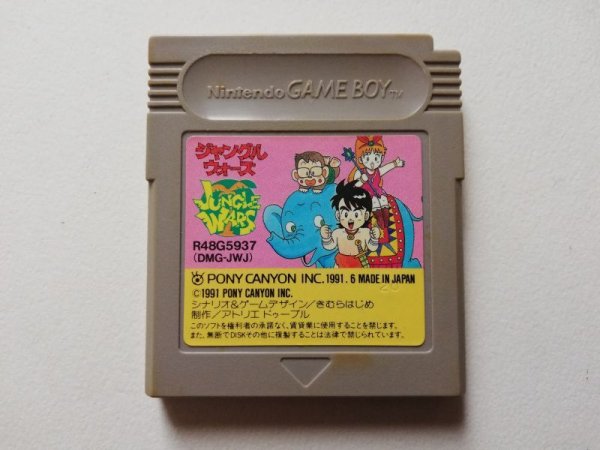 Nintendo GAME BOY TM
ジャングル
ウォーズ
JUNGLE
WARS
R48G5937
(DMG-JWJ)
PONY CANYON INC. 1991. 6 MADE IN JAPAN
©1991 PONY CANYON INC.
シナリオ&ゲームデザイン/きむらはじめ
制作/アトリエ ドゥーブル
このソフトを権利者の承諾なく、賃貸業に使用することを禁じます。
また、無断でDISKその他に複製することは法律で禁じられています。